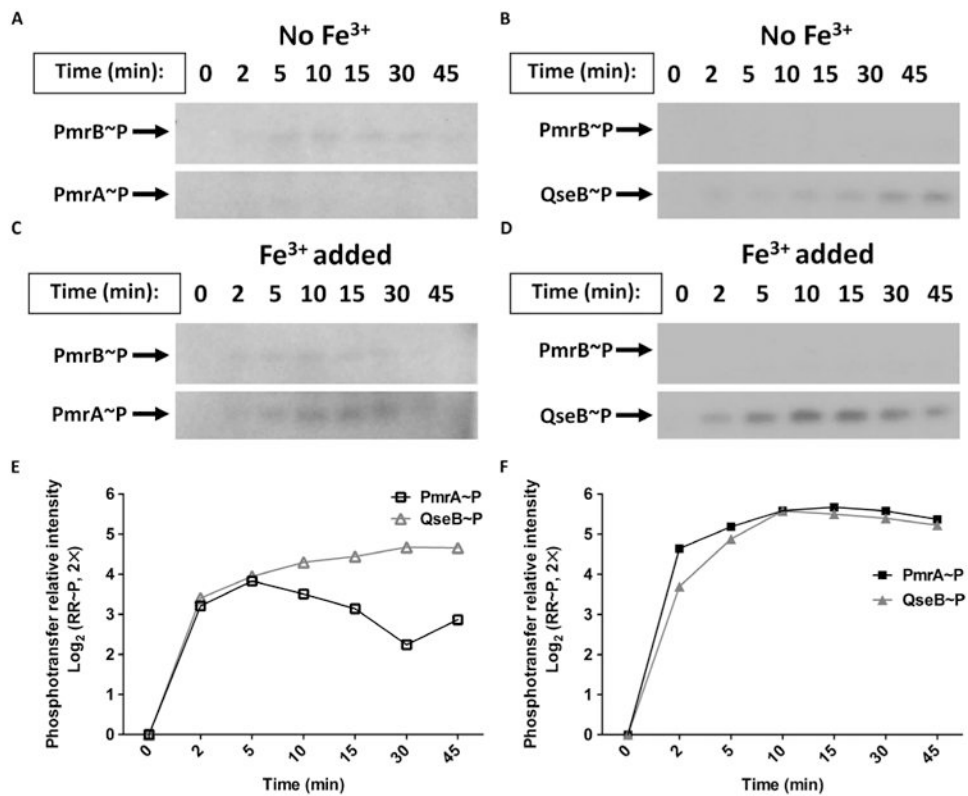 A
No Fe³⁺
Time (min): 0 2 5 10 15 30 45
PmrB~P
PmrA~P
B
No Fe³⁺
Time (min): 0 2 5 10 15 30 45
PmrB~P
QseB~P
C
Fe³⁺ added
Time (min): 0 2 5 10 15 30 45
PmrB~P
PmrA~P
D
Fe³⁺ added
Time (min): 0 2 5 10 15 30 45
PmrB~P
QseB~P
E
Phosphotransfer relative intensity
Log₂ (RR~P, 2×)
6
5
4
3
2
1
0
PmrA~P
QseB~P
0 2 5 10 15 30 45
Time (min)
F
Phosphotransfer relative intensity
Log₂ (RR~P, 2×)
6
5
4
3
2
1
0
PmrA~P
QseB~P
0 2 5 10 15 30 45
Time (min)